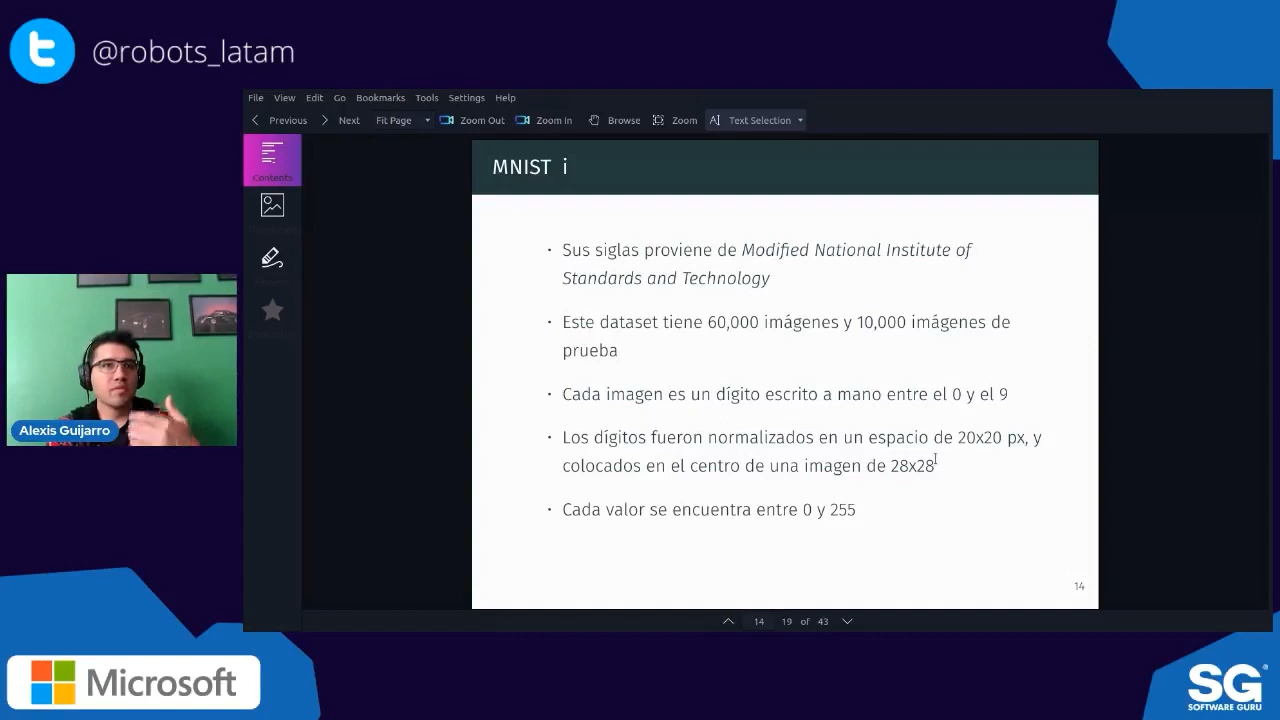 @robots_latam
File View Edit Go Bookmarks Tools Settings Help
Previous Next Fit Page Zoom Out Zoom In Browse Zoom Text Selection
Contents
MNIST i
· Sus siglas proviene de Modified National Institute of
Standards and Technology
· Este dataset tiene 60,000 imágenes y 10,000 imágenes de
prueba
· Cada imagen es un dígito escrito a mano entre el 0 y el 9
· Los dígitos fueron normalizados en un espacio de 20x20 px, y
colocados en el centro de una imagen de 28x28
· Cada valor se encuentra entre 0 y 255
14
Alexis Guijarro
14 19 of 43
Microsoft
SG
SOFTWARE GURU